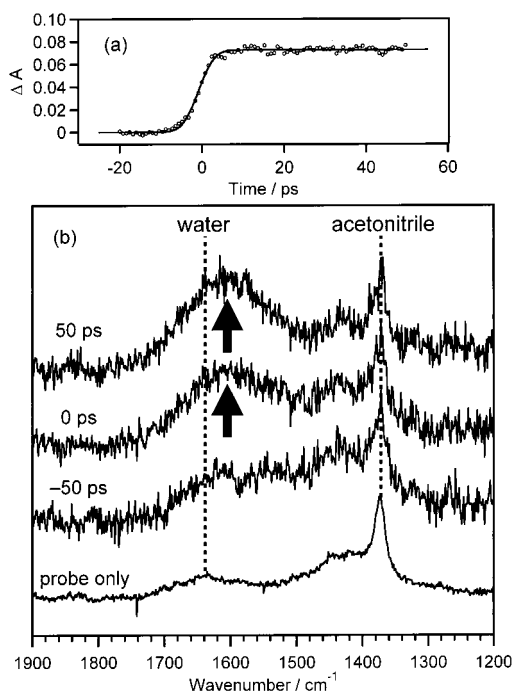 0.10
(a)
0.08
0.06
0.04
0.02
0
Δ A
-20
0
20
40
60
Time / ps
water
acetonitrile
(b)
50 ps
0 ps
–50 ps
probe only
1900
1800
1700
1600
1500
1400
1300
1200
Wavenumber / cm⁻¹